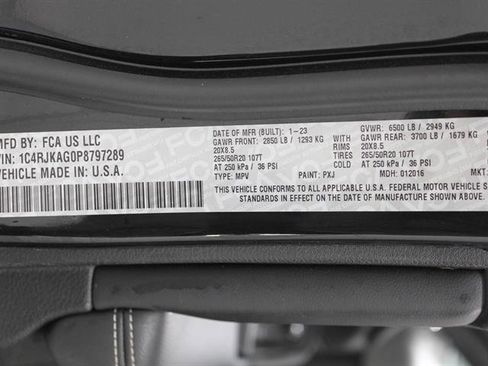 MFD BY: FCA US LLC
VIN: 1C4RJKAG0P8797289
VEHICLE MADE IN: U.S.A.
DATE OF MFR (BUILT): 1-23
GAWR FRONT: 2850 LB / 1293 KG
20X8.5
265/50R20 107T
AT 250 kPa / 36 PSI
TYPE: MPV PAINT: PXJ
GVWR: 6500 LB / 2949 KG
GAWR REAR: 3700 LB / 1679 KG
RIMS 20X8.5
TIRES 265/50R20 107T
COLD AT 250 kPa / 36 PSI
MDH: 012016 MKT:
THIS VEHICLE CONFORMS TO ALL APPLICABLE U.S.A. FEDERAL MOTOR VEHICLE
STANDARDS IN EFFECT ON THE DATE OF MANUFACTURE SHOWN ABOVE.